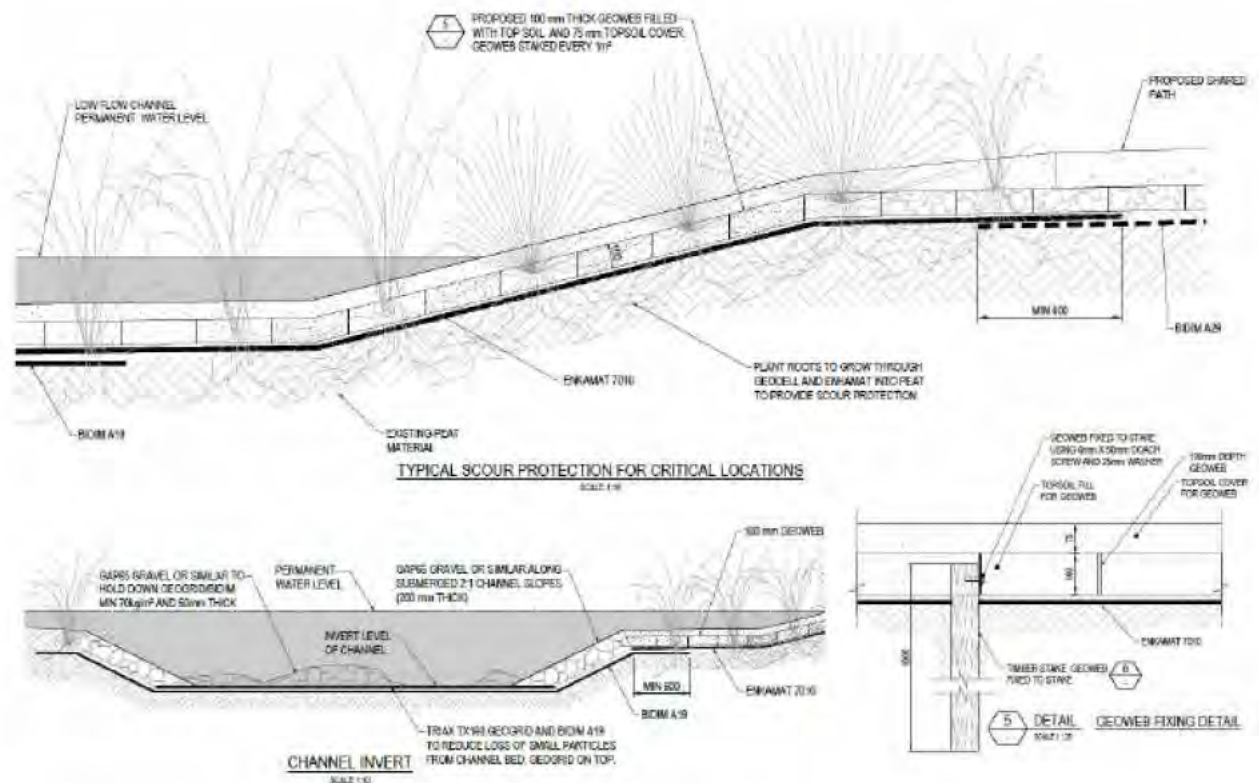 5
PROPOSED 100 mm THICK GEOWEB FILLED
WITH TOP SOIL AND 75 mm TOPSOIL COVER.
GEOWEB STAKED EVERY 1m²
LOW FLOW CHANNEL
PERMANENT WATER LEVEL
PROPOSED SHARED
PATH
MIN 600
BIDIM A29
PLANT ROOTS TO GROW THROUGH
GEOCELL AND ENKAMAT INTO PEAT
TO PROVIDE SCOUR PROTECTION
ENKAMAT 7010
BIDIM A19
EXISTING PEAT
MATERIAL
TYPICAL SCOUR PROTECTION FOR CRITICAL LOCATIONS
GAP65 GRAVEL OR SIMILAR TO
HOLD DOWN GEOGRID/BIDIM
MIN 70kg/m² AND 50mm THICK
PERMANENT
WATER LEVEL
GAP65 GRAVEL OR SIMILAR ALONG
SUBMERGED 2:1 CHANNEL SLOPES
(200 mm THICK)
100 mm GEOWEB
INVERT LEVEL
OF CHANNEL
MIN 500
ENKAMAT 7010
BIDIM A19
TRIAX TX160 GEOGRID AND BIDIM A19
TO REDUCE LOSS OF SMALL PARTICLES
FROM CHANNEL BED, GEOGRID ON TOP.
CHANNEL INVERT
GEOWEB FIXED TO STAKE
USING 6mm X 50mm COACH
SCREW AND 25mm WASHER
TOPSOIL FILL
FOR GEOWEB
100mm DEPTH
GEOWEB
TOPSOIL COVER
FOR GEOWEB
75
100
ENKAMAT 7010
TIMBER STAKE. GEOWEB
FIXED TO STAKE
6
5
DETAIL
GEOWEB FIXING DETAIL